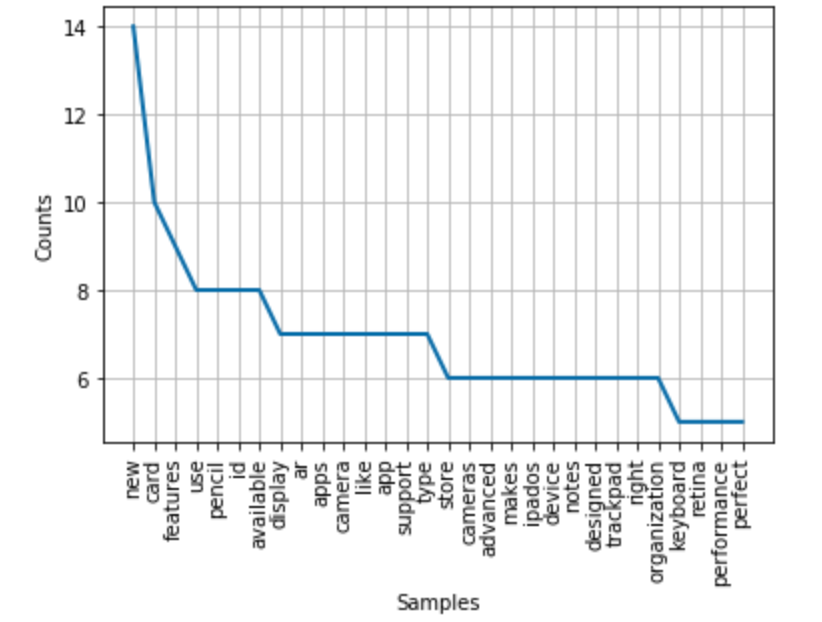 14
12
10
8
6
Counts
new
card
features
use
pencil
id
available
display
ar
apps
camera
like
app
support
type
store
cameras
advanced
makes
ipados
device
notes
designed
trackpad
right
organization
keyboard
retina
performance
perfect
Samples